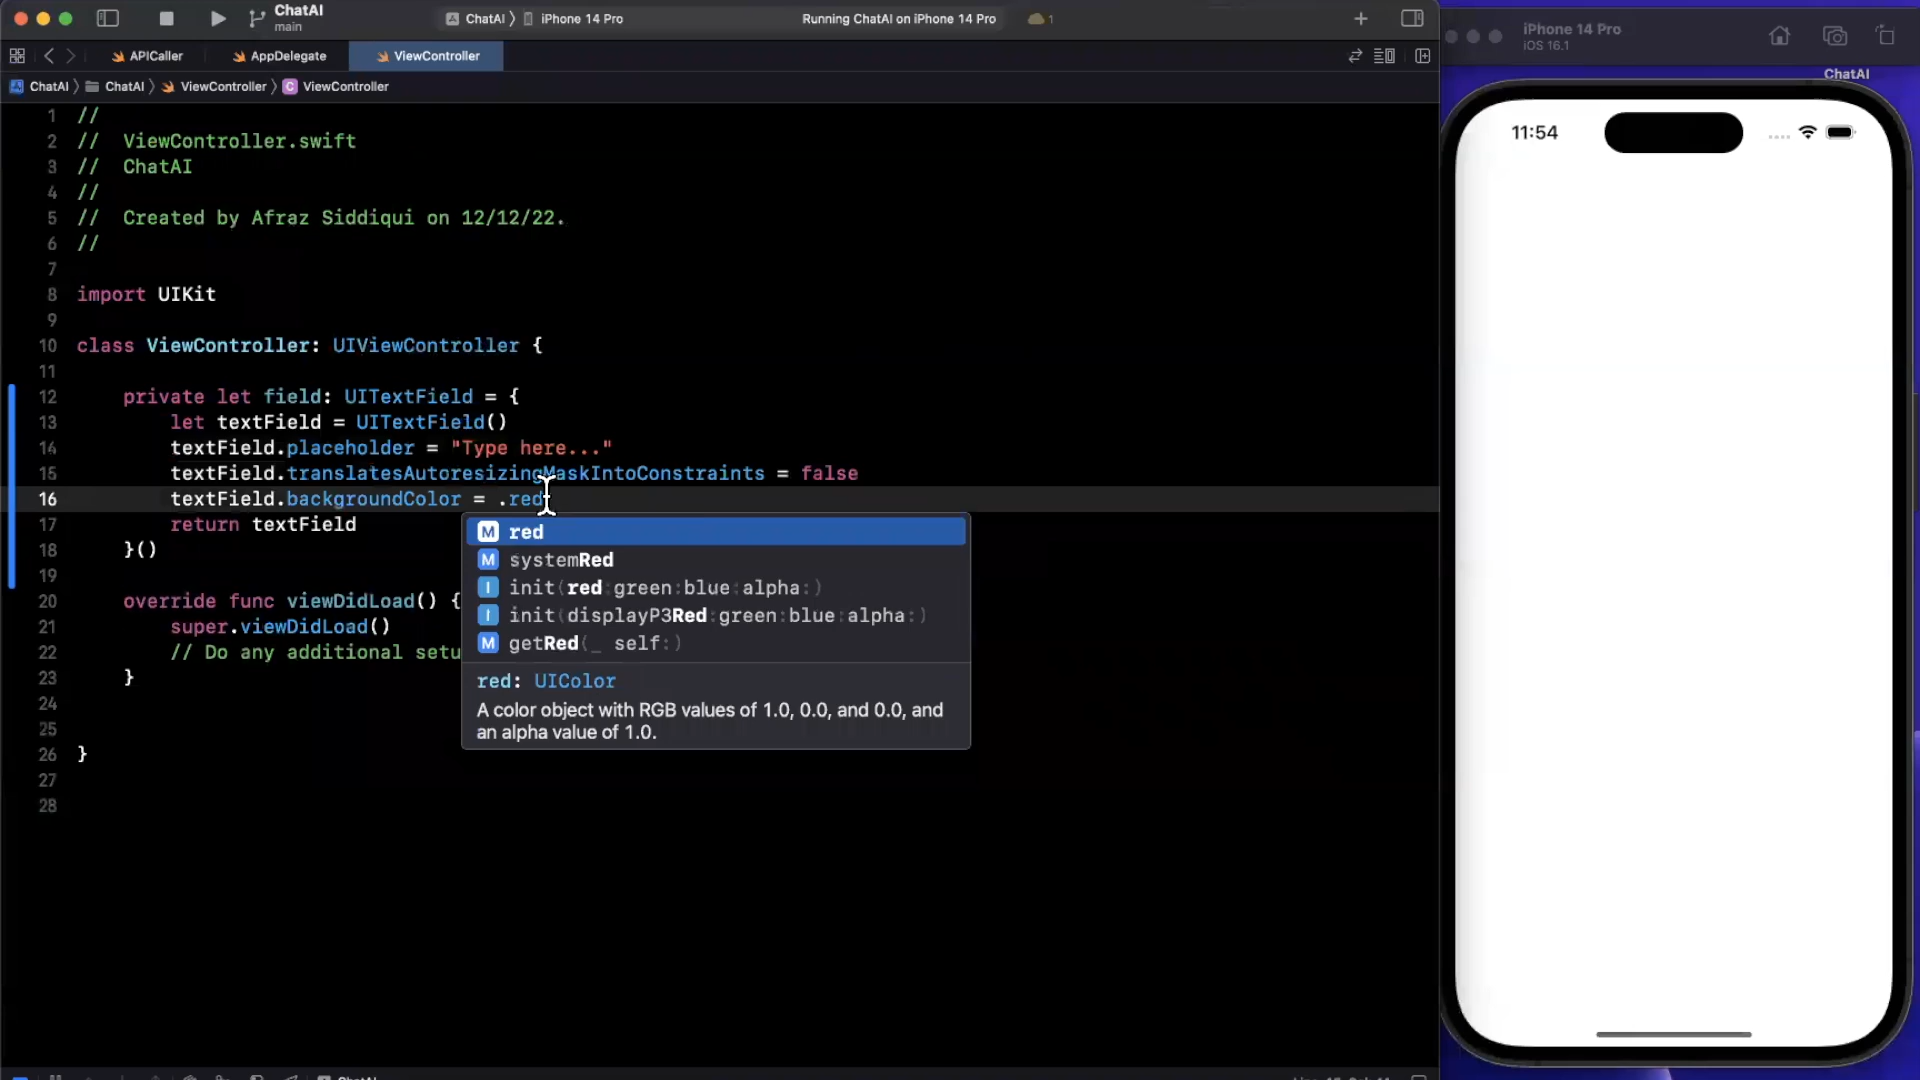 ChatAI
main
ChatAI 〉 iPhone 14 Pro
Running ChatAI on iPhone 14 Pro
1
APICaller
AppDelegate
ViewController
ChatAI 〉 ChatAI 〉 ViewController 〉 C ViewController
1 //
2 //  ViewController.swift
3 //  ChatAI
4 //
5 //  Created by Afraz Siddiqui on 12/12/22.
6 //
7
8 import UIKit
9
10 class ViewController: UIViewController {
11
12 private let field: UITextField = {
13 let textField = UITextField()
14 textField.placeholder = "Type here..."
15 textField.translatesAutoresizingMaskIntoConstraints = false
16 textField.backgroundColor = .red
17 return textField
18 }()
19
20 override func viewDidLoad() {
21 super.viewDidLoad()
22 // Do any additional setu
23 }
24
25
26 }
27
28
M red
M systemRed
I init(red:green:blue:alpha:)
I init(displayP3Red:green:blue:alpha:)
M getRed(_ self:)
red: UIColor
A color object with RGB values of 1.0, 0.0, and 0.0, and
an alpha value of 1.0.
iPhone 14 Pro
iOS 16.1
ChatAI
11:54